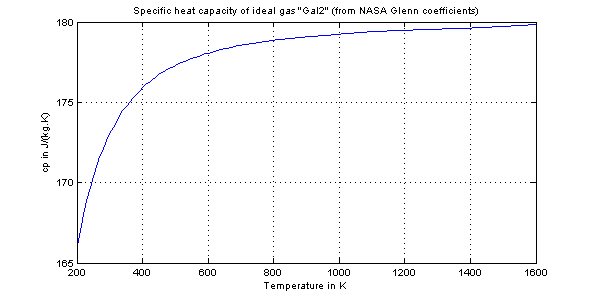 Specific heat capacity of ideal gas "GaI2" (from NASA Glenn coefficients)
180
175
170
165
cp in J/(kg.K)
200 400 600 800 1000 1200 1400 1600
Temperature in K